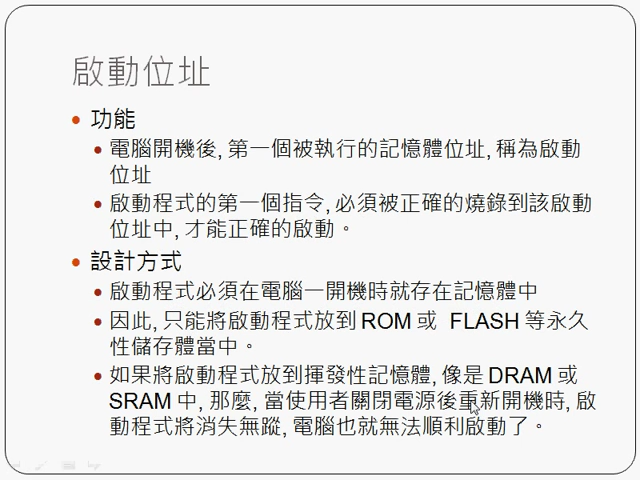 啟動位址
功能
電腦開機後, 第一個被執行的記憶體位址, 稱為啟動
位址
啟動程式的第一個指令, 必須被正確的燒錄到該啟動
位址中, 才能正確的啟動。
設計方式
啟動程式必須在電腦一開機時就存在記憶體中
因此, 只能將啟動程式放到 ROM 或 FLASH 等永久
性儲存體當中。
如果將啟動程式放到揮發性記憶體, 像是 DRAM 或
SRAM 中, 那麼, 當使用者關閉電源後重新開機時, 啟
動程式將消失無蹤, 電腦也就無法順利啟動了。